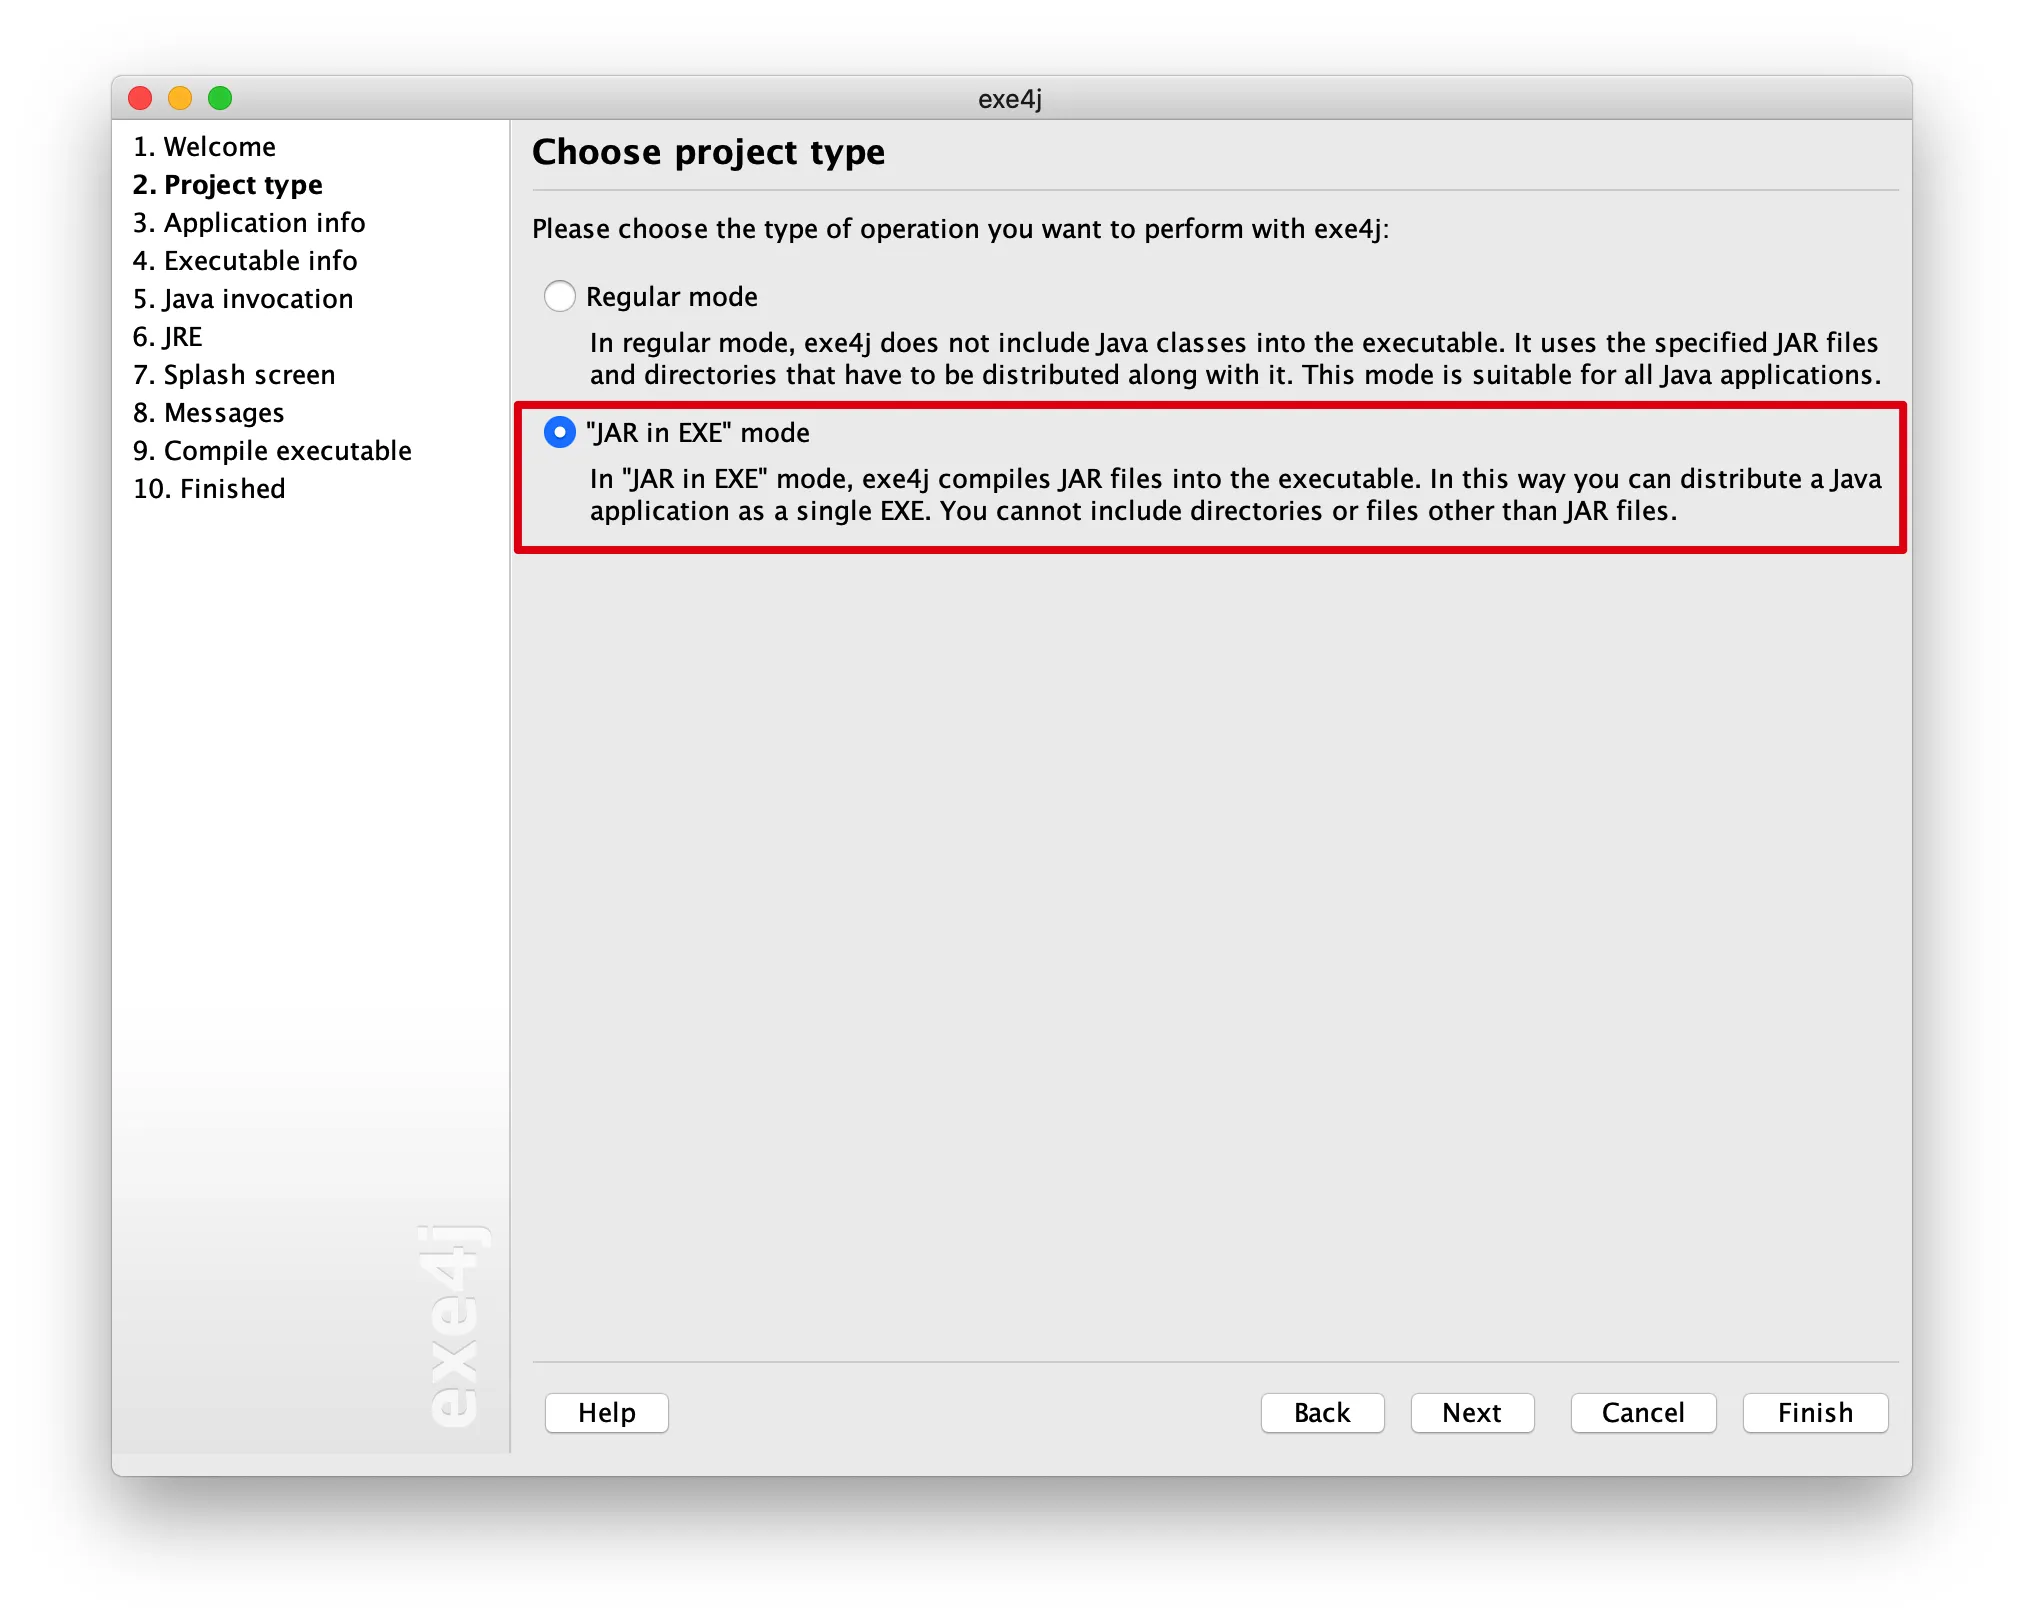 exe4j
1. Welcome
2. Project type
3. Application info
4. Executable info
5. Java invocation
6. JRE
7. Splash screen
8. Messages
9. Compile executable
10. Finished
exe4j
Choose project type
Please choose the type of operation you want to perform with exe4j:
Regular mode
In regular mode, exe4j does not include Java classes into the executable. It uses the specified JAR files
and directories that have to be distributed along with it. This mode is suitable for all Java applications.
"JAR in EXE" mode
In "JAR in EXE" mode, exe4j compiles JAR files into the executable. In this way you can distribute a Java
application as a single EXE. You cannot include directories or files other than JAR files.
Help
Back
Next
Cancel
Finish